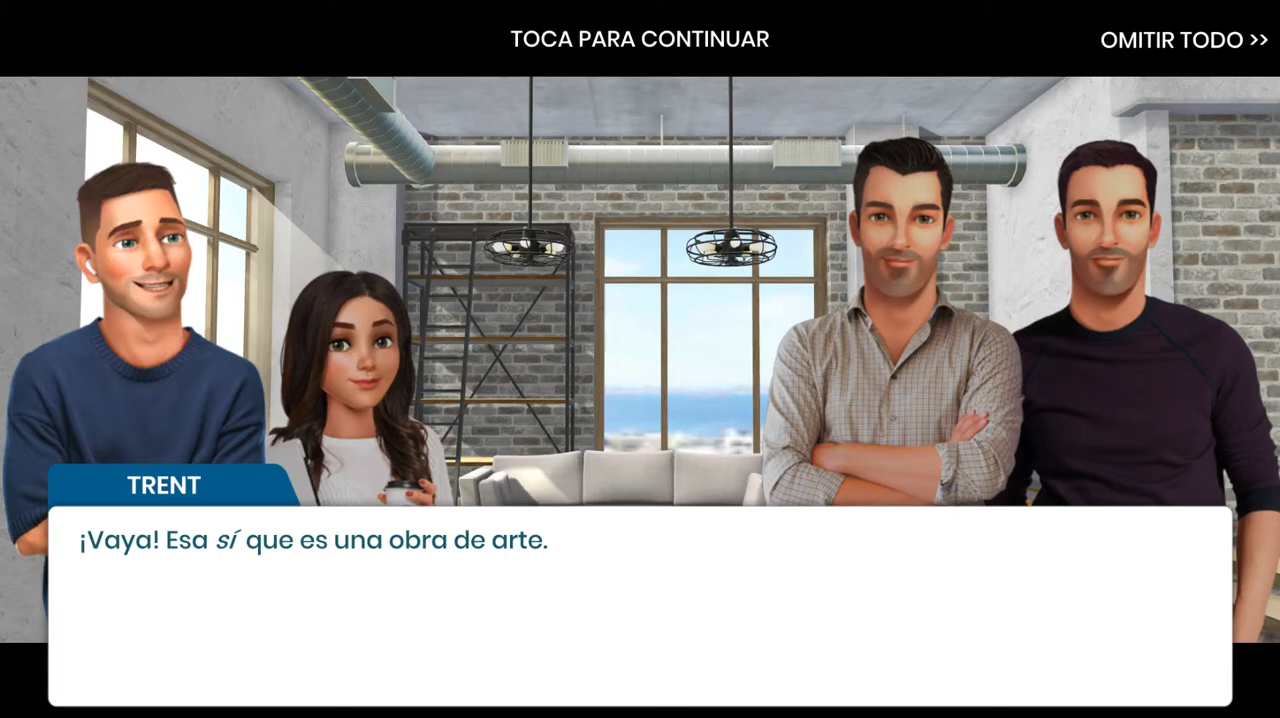 TOCA PARA CONTINUAR
OMITIR TODO >>
TRENT
¡Vaya! Esa sí que es una obra de arte.